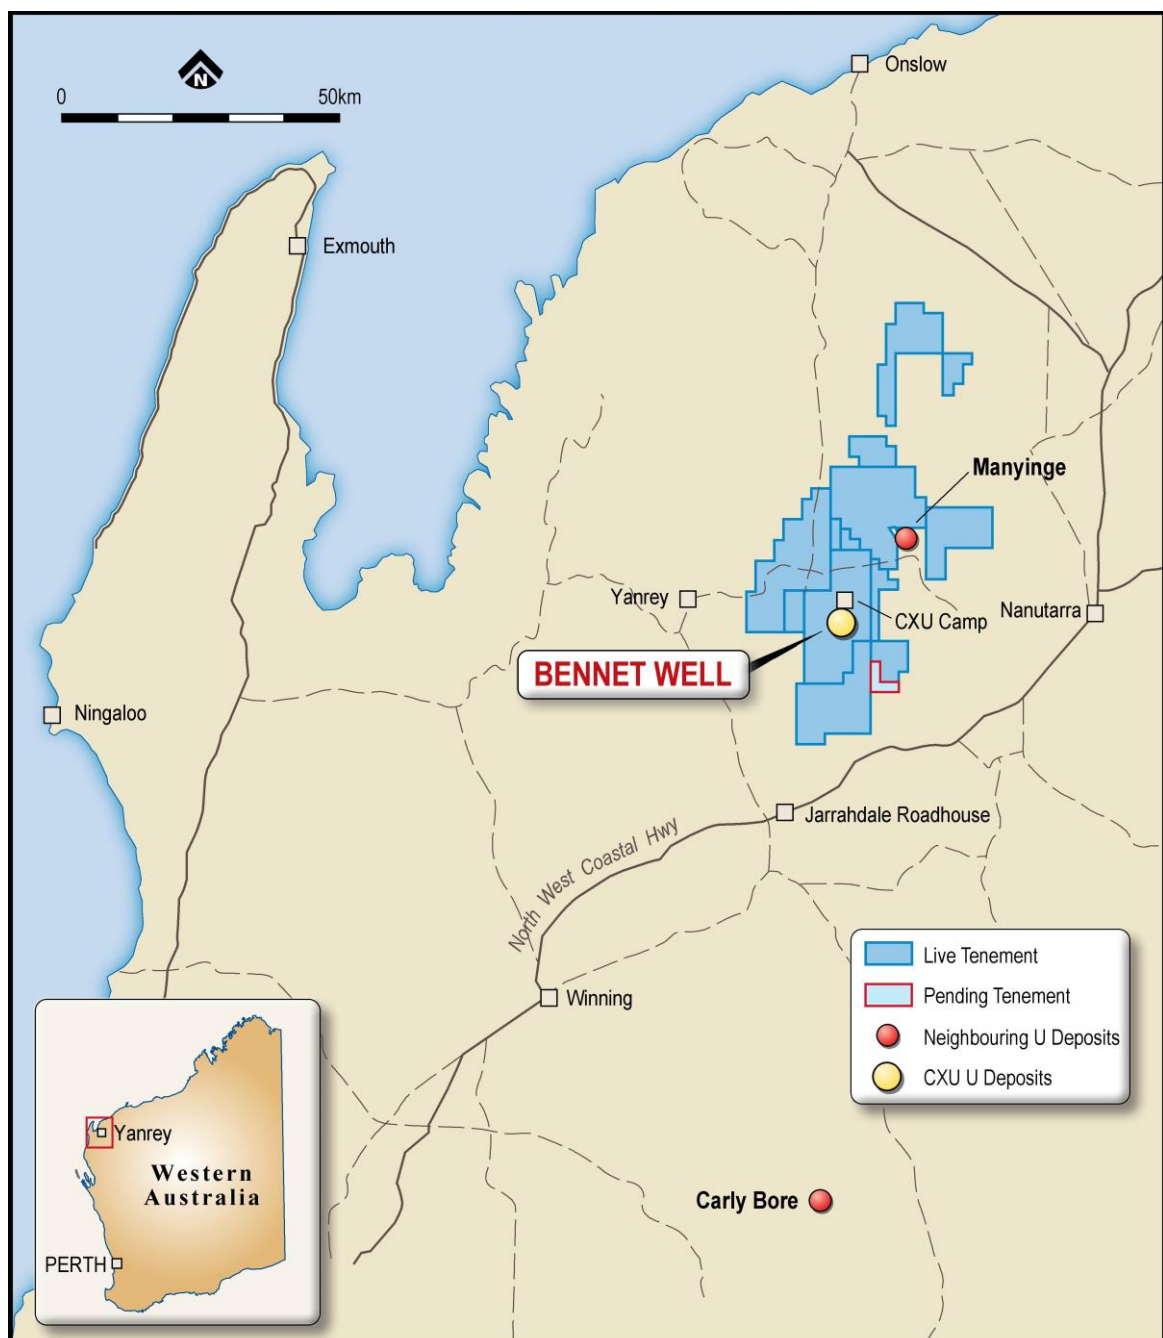 Onslow
N
0
50km
Exmouth
Manyinge
Yanrey
CXU Camp
Nanutarra
BENNET WELL
Ningaloo
Jarrahdale Roadhouse
North West Coastal Hwy
Winning
Live Tenement
Pending Tenement
Neighbouring U Deposits
CXU U Deposits
Yanrey
Western
Australia
PERTH
Carly Bore